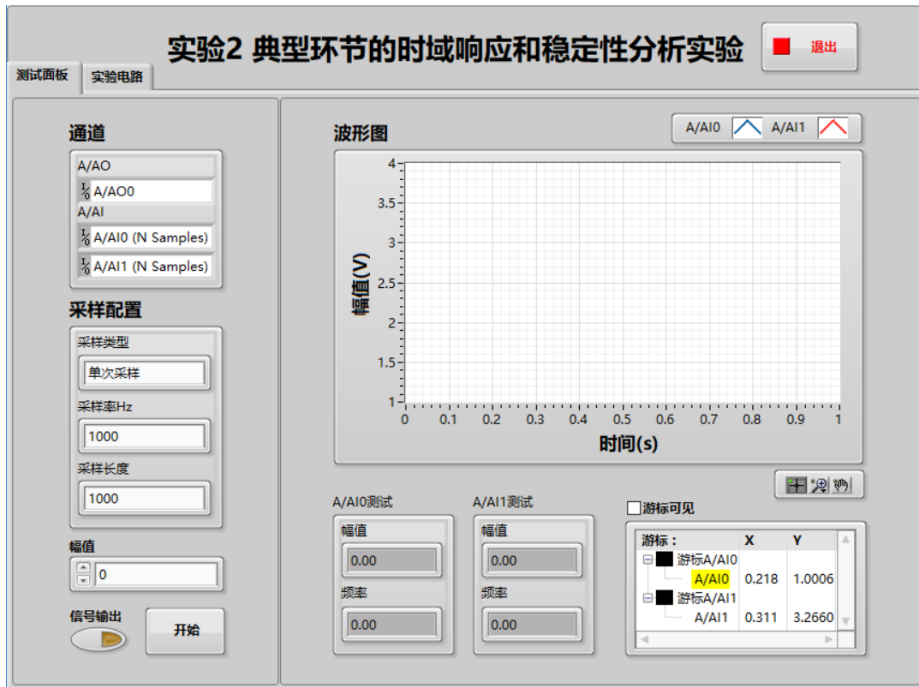 实验2 典型环节的时域响应和稳定性分析实验
退出
测试面板
实验电路
通道
A/AO
A/AO0
A/AI
A/AI0 (N Samples)
A/AI1 (N Samples)
采样配置
采样类型
单次采样
采样率Hz
1000
采样长度
1000
幅值
0
信号输出
开始
波形图
A/AI0
A/AI1
4
3.5
3
2.5
2
1.5
1
幅值(V)
0 0.1 0.2 0.3 0.4 0.5 0.6 0.7 0.8 0.9 1
时间(s)
A/AI0测试
幅值
0.00
频率
0.00
A/AI1测试
幅值
0.00
频率
0.00
游标可见
游标： X Y
游标A/AI0
A/AI0 0.218 1.0006
游标A/AI1
A/AI1 0.311 3.2660